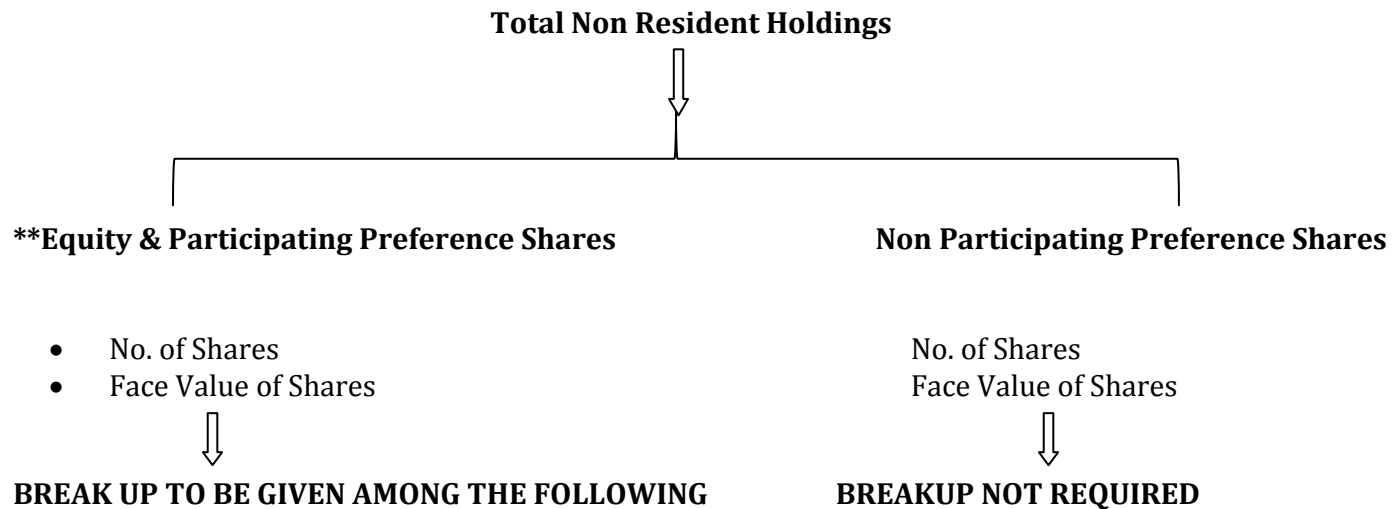 Total Non Resident Holdings
**Equity & Participating Preference Shares
Non Participating Preference Shares
• No. of Shares
• Face Value of Shares
No. of Shares
Face Value of Shares
BREAK UP TO BE GIVEN AMONG THE FOLLOWING
BREAKUP NOT REQUIRED